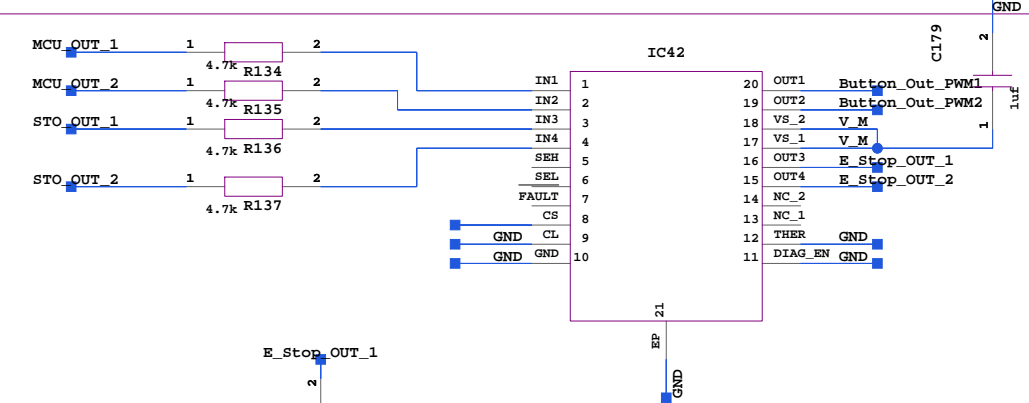 GND
MCU_OUT_1 1 2
4.7k R134
MCU_OUT_2 1 2
4.7k R135
STO_OUT_1 1 2
4.7k R136
STO_OUT_2 1 2
4.7k R137
C179
2
1
1uf
IC42
IN1 1
IN2 2
IN3 3
IN4 4
SEH 5
SEL 6
FAULT 7
CS 8
GND CL 9
GND GND 10
20 OUT1 Button_Out_PWM1
19 OUT2 Button_Out_PWM2
18 VS_2 V_M
17 VS_1 V_M
16 OUT3 E_Stop_OUT_1
15 OUT4 E_Stop_OUT_2
14 NC_2
13 NC_1
12 THER GND
11 DIAG_EN GND
21
EP
GND
E_Stop_OUT_1
2